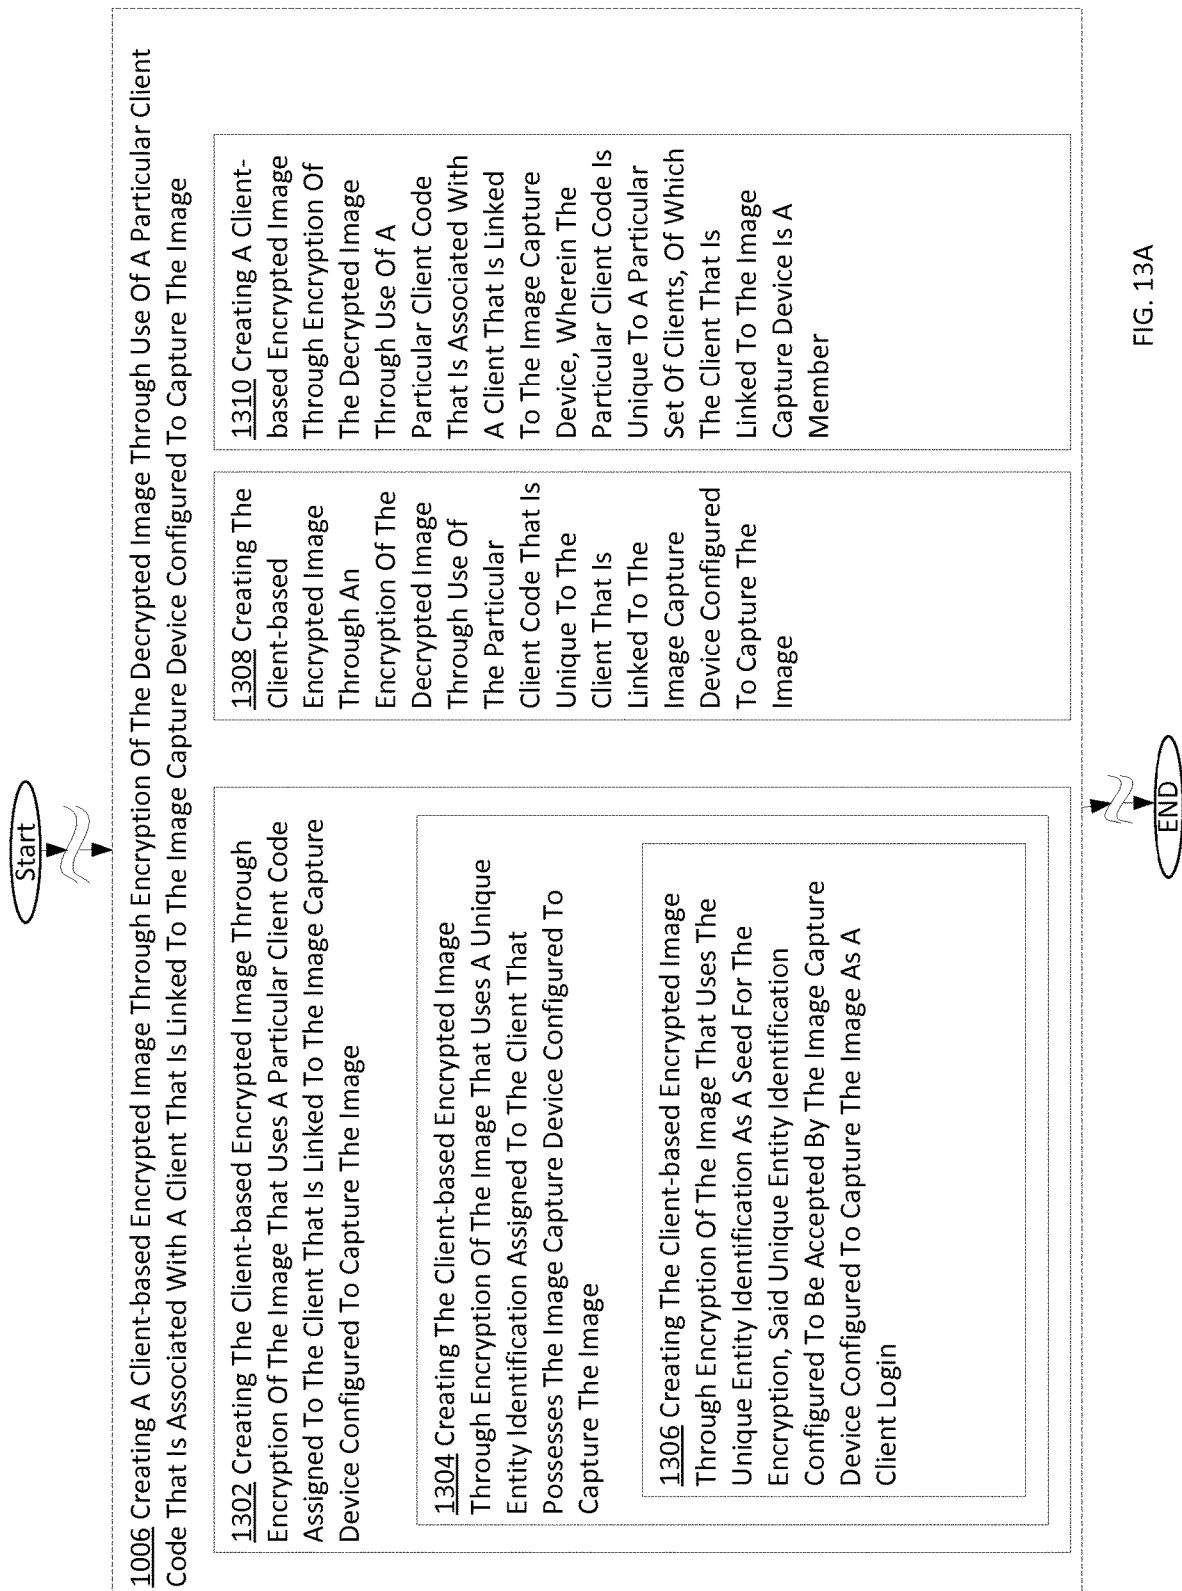 Start
1006 Creating A Client-based Encrypted Image Through Encryption Of The Decrypted Image Through Use Of A Particular Client
Code That Is Associated With A Client That Is Linked To The Image Capture Device Configured To Capture The Image
1302 Creating The Client-based Encrypted Image Through
Encryption Of The Image That Uses A Particular Client Code
Assigned To The Client That Is Linked To The Image Capture
Device Configured To Capture The Image
1304 Creating The Client-based Encrypted Image
Through Encryption Of The Image That Uses A Unique
Entity Identification Assigned To The Client That
Possesses The Image Capture Device Configured To
Capture The Image
1306 Creating The Client-based Encrypted Image
Through Encryption Of The Image That Uses The
Unique Entity Identification As A Seed For The
Encryption, Said Unique Entity Identification
Configured To Be Accepted By The Image Capture
Device Configured To Capture The Image As A
Client Login
1308 Creating The
Client-based
Encrypted Image
Through An
Encryption Of The
Decrypted Image
Through Use Of
The Particular
Client Code That Is
Unique To The
Client That Is
Linked To The
Image Capture
Device Configured
To Capture The
Image
1310 Creating A Client-
based Encrypted Image
Through Encryption Of
The Decrypted Image
Through Use Of A
Particular Client Code
That Is Associated With
A Client That Is Linked
To The Image Capture
Device, Wherein The
Particular Client Code Is
Unique To A Particular
Set Of Clients, Of Which
The Client That Is
Linked To The Image
Capture Device Is A
Member
END
FIG. 13A